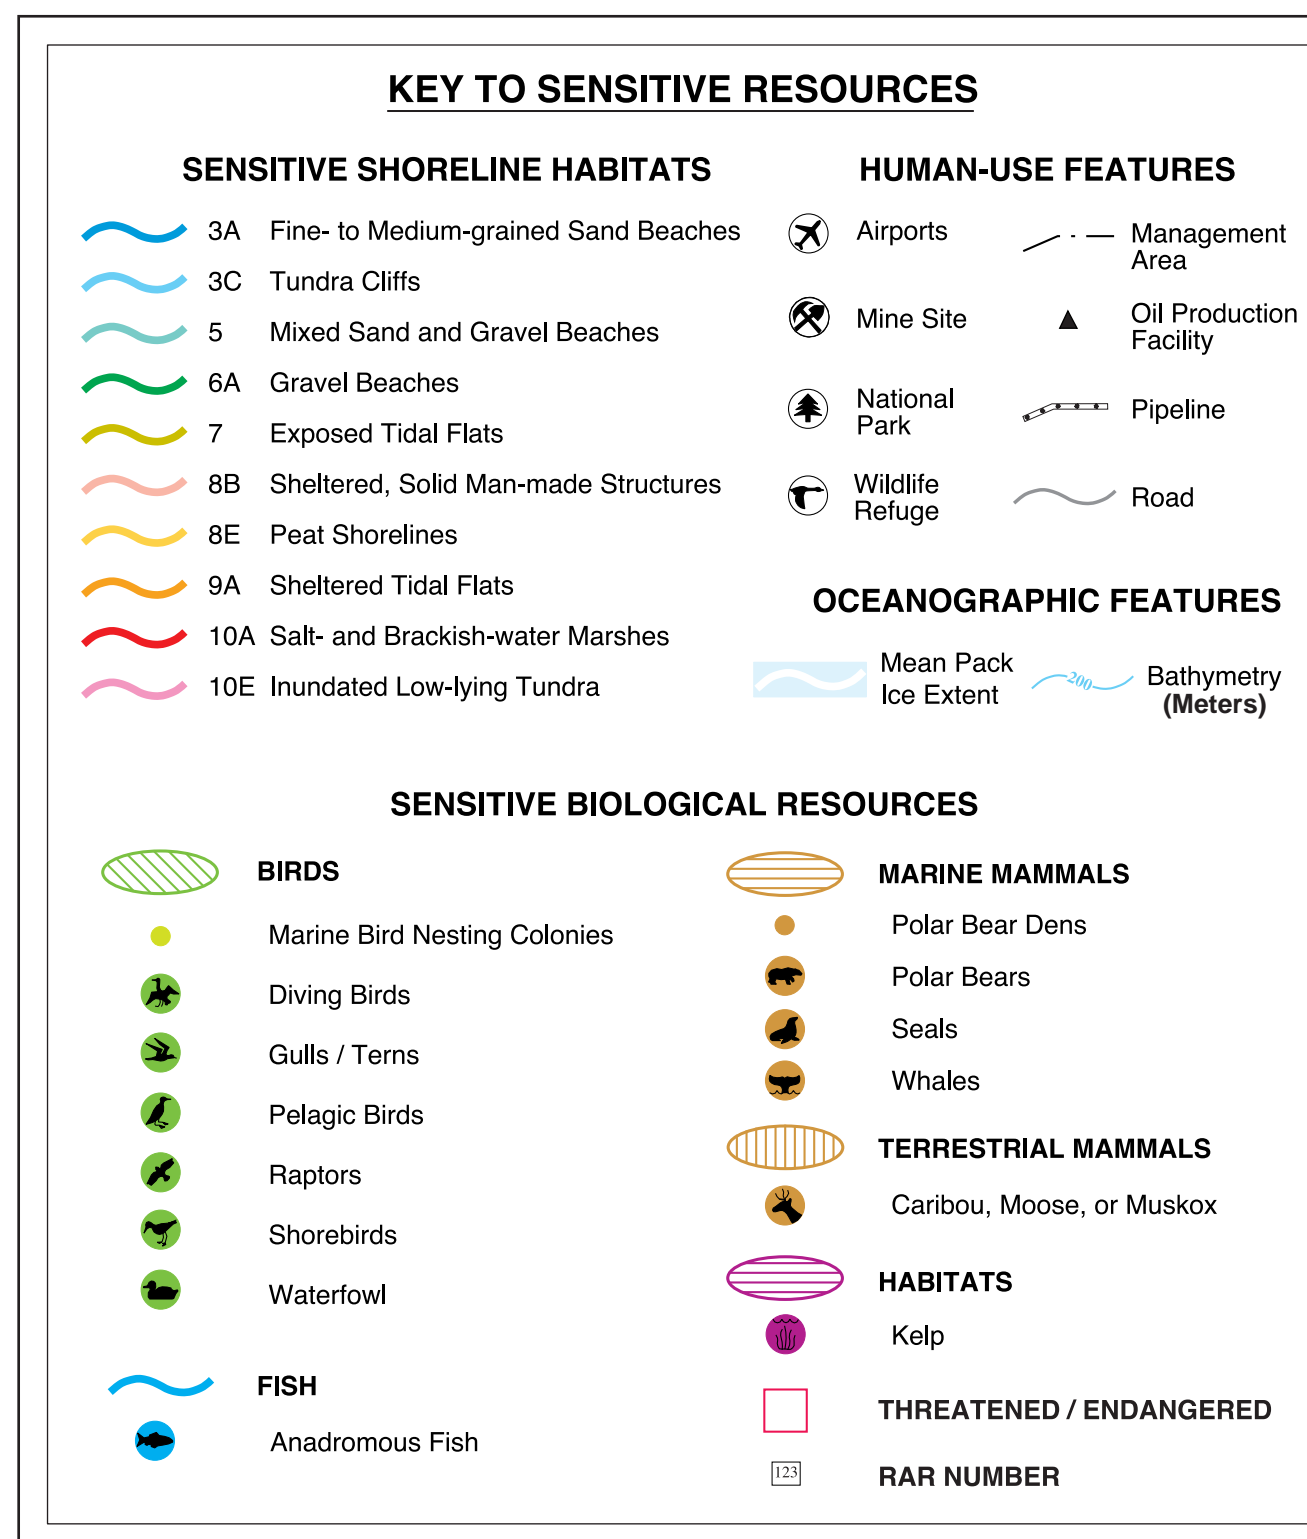 KEY TO SENSITIVE RESOURCES
SENSITIVE SHORELINE HABITATS
3A Fine- to Medium-grained Sand Beaches
3C Tundra Cliffs
5 Mixed Sand and Gravel Beaches
6A Gravel Beaches
7 Exposed Tidal Flats
8B Sheltered, Solid Man-made Structures
8E Peat Shorelines
9A Sheltered Tidal Flats
10A Salt- and Brackish-water Marshes
10E Inundated Low-lying Tundra
HUMAN-USE FEATURES
Airports
Mine Site
National
Park
Wildlife
Refuge
Management
Area
Oil Production
Facility
Pipeline
Road
OCEANOGRAPHIC FEATURES
Mean Pack
Ice Extent
200
Bathymetry
(Meters)
SENSITIVE BIOLOGICAL RESOURCES
BIRDS
Marine Bird Nesting Colonies
Diving Birds
Gulls / Terns
Pelagic Birds
Raptors
Shorebirds
Waterfowl
FISH
Anadromous Fish
MARINE MAMMALS
Polar Bear Dens
Polar Bears
Seals
Whales
TERRESTRIAL MAMMALS
Caribou, Moose, or Muskox
HABITATS
Kelp
THREATENED / ENDANGERED
123 RAR NUMBER